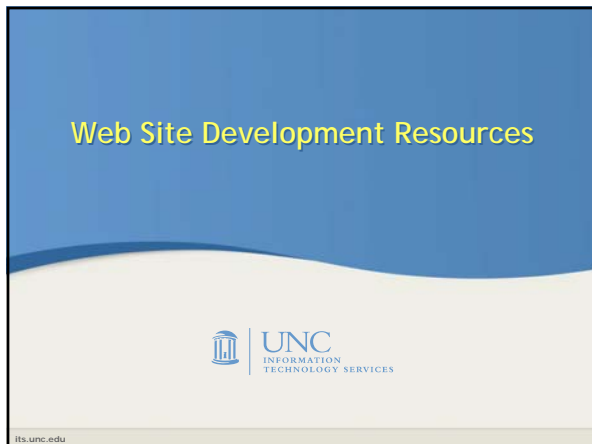 Web Site Development Resources
UNC
INFORMATION
TECHNOLOGY SERVICES
its.unc.edu